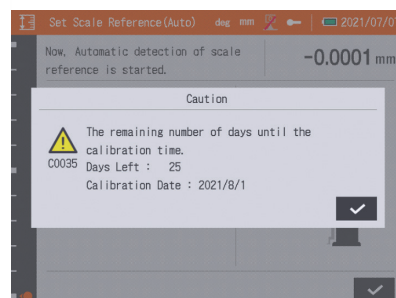 Set Scale Reference(Auto) deg mm 2021/07/0
Now, Automatic detection of scale
reference is started.
-0.0001 mm
Caution
The remaining number of days until the
calibration time.
C0035
Days Left : 25
Calibration Date : 2021/8/1